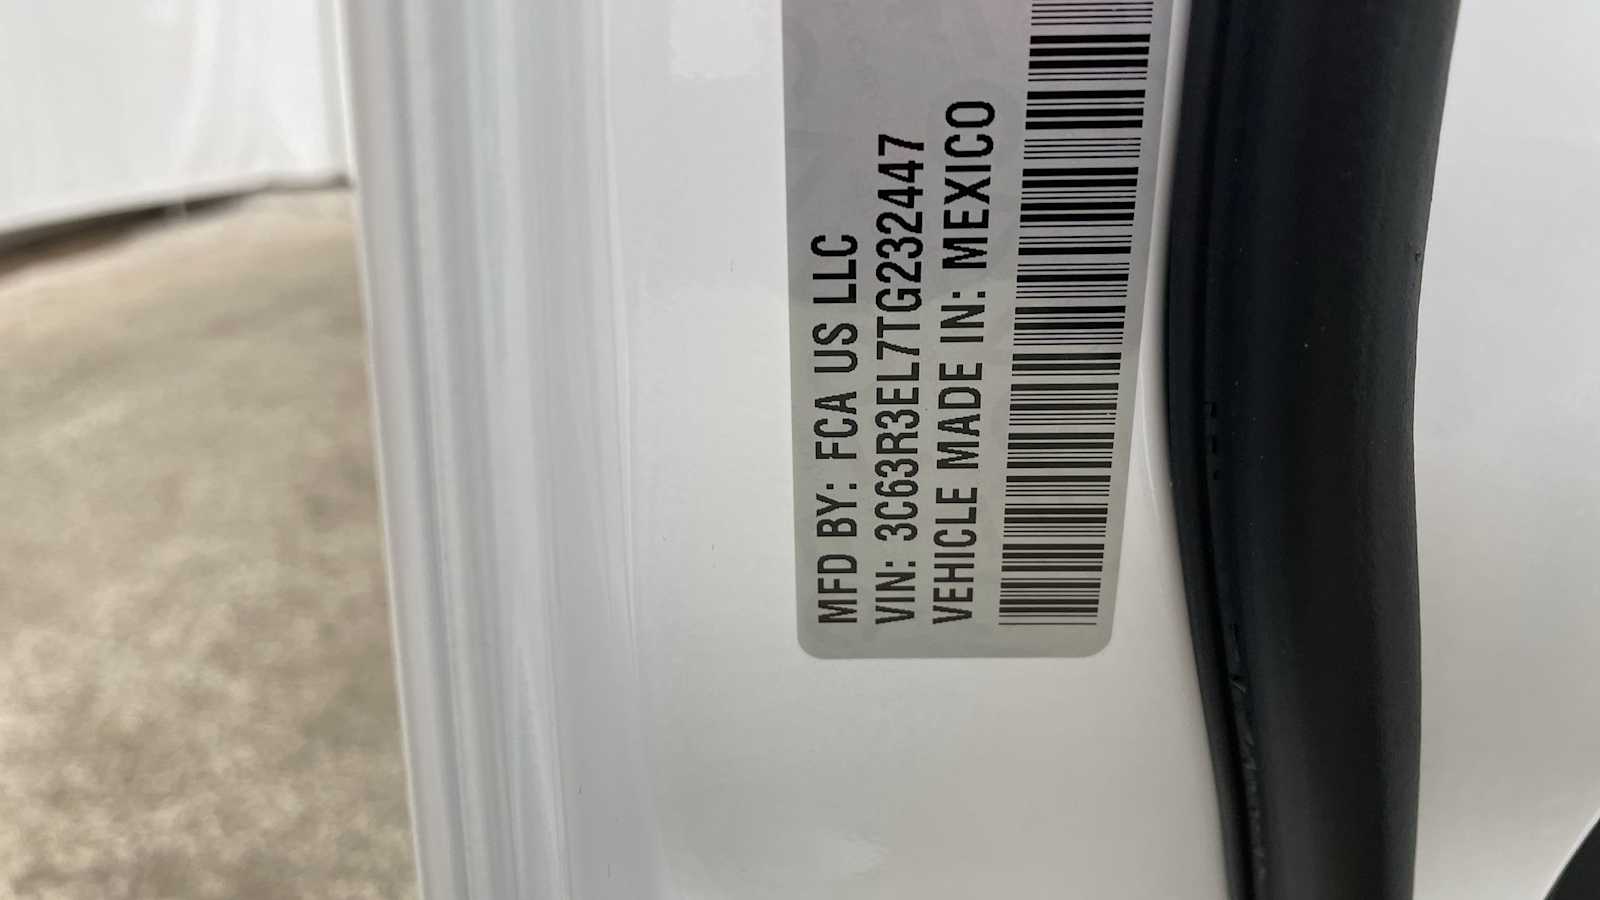 MFD BY: FCA US LLC
VIN: 3C63R3EL7TG232447
VEHICLE MADE IN: MEXICO